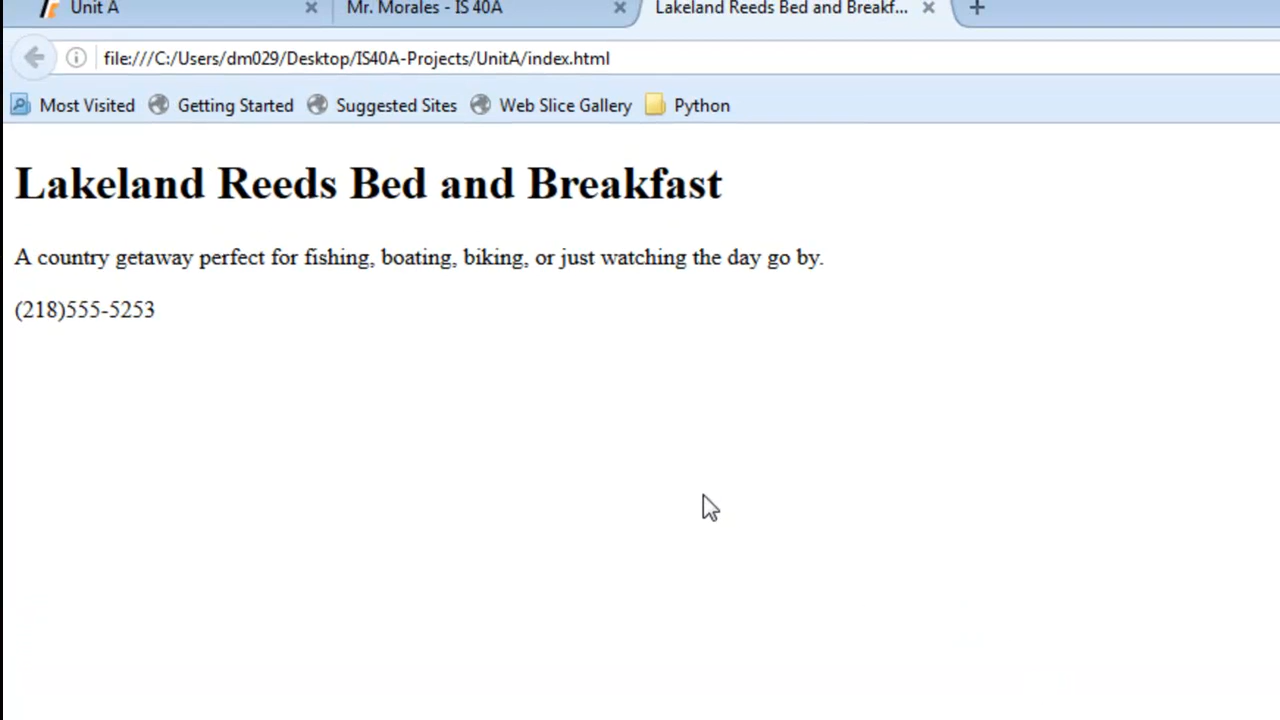 Unit A
Mr. Morales - IS 40A
Lakeland Reeds Bed and Breakf...
file:///C:/Users/dm029/Desktop/IS40A-Projects/UnitA/index.html
Most Visited Getting Started Suggested Sites Web Slice Gallery Python
Lakeland Reeds Bed and Breakfast
A country getaway perfect for fishing, boating, biking, or just watching the day go by.
(218)555-5253